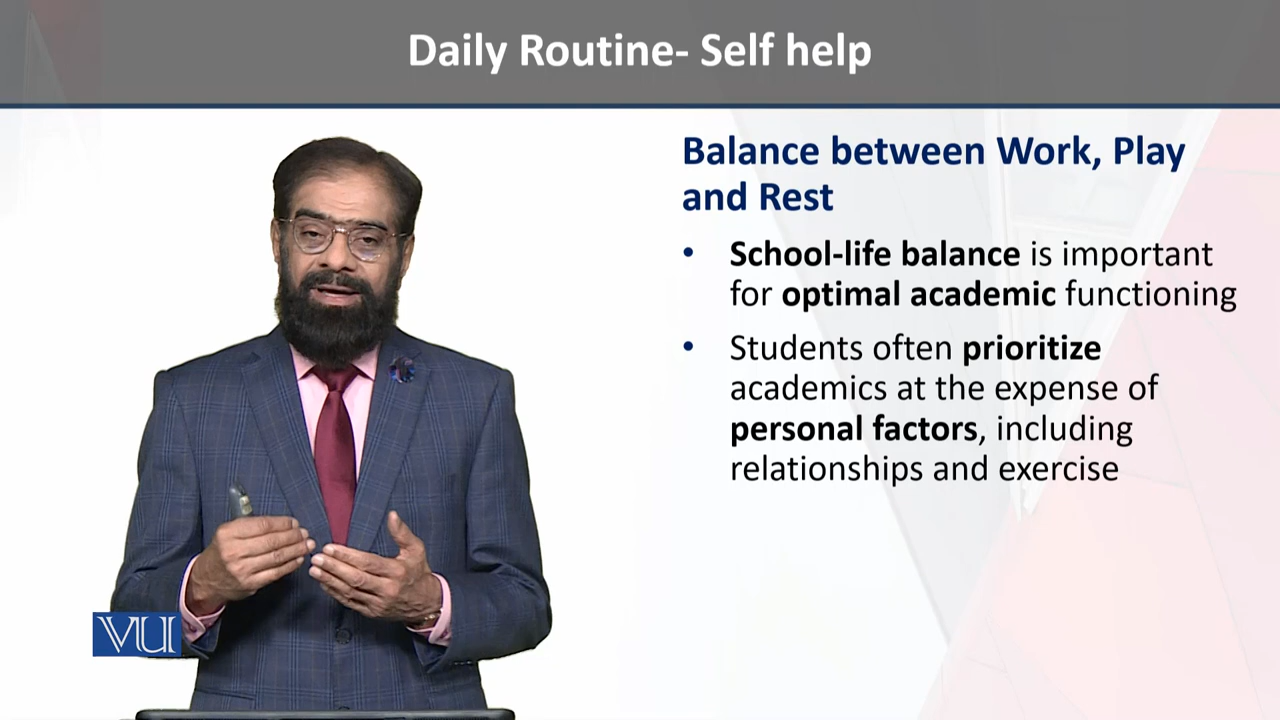 Daily Routine- Self help
Balance between Work, Play
and Rest
• School-life balance is important
for optimal academic functioning
• Students often prioritize
academics at the expense of
personal factors, including
relationships and exercise
VU